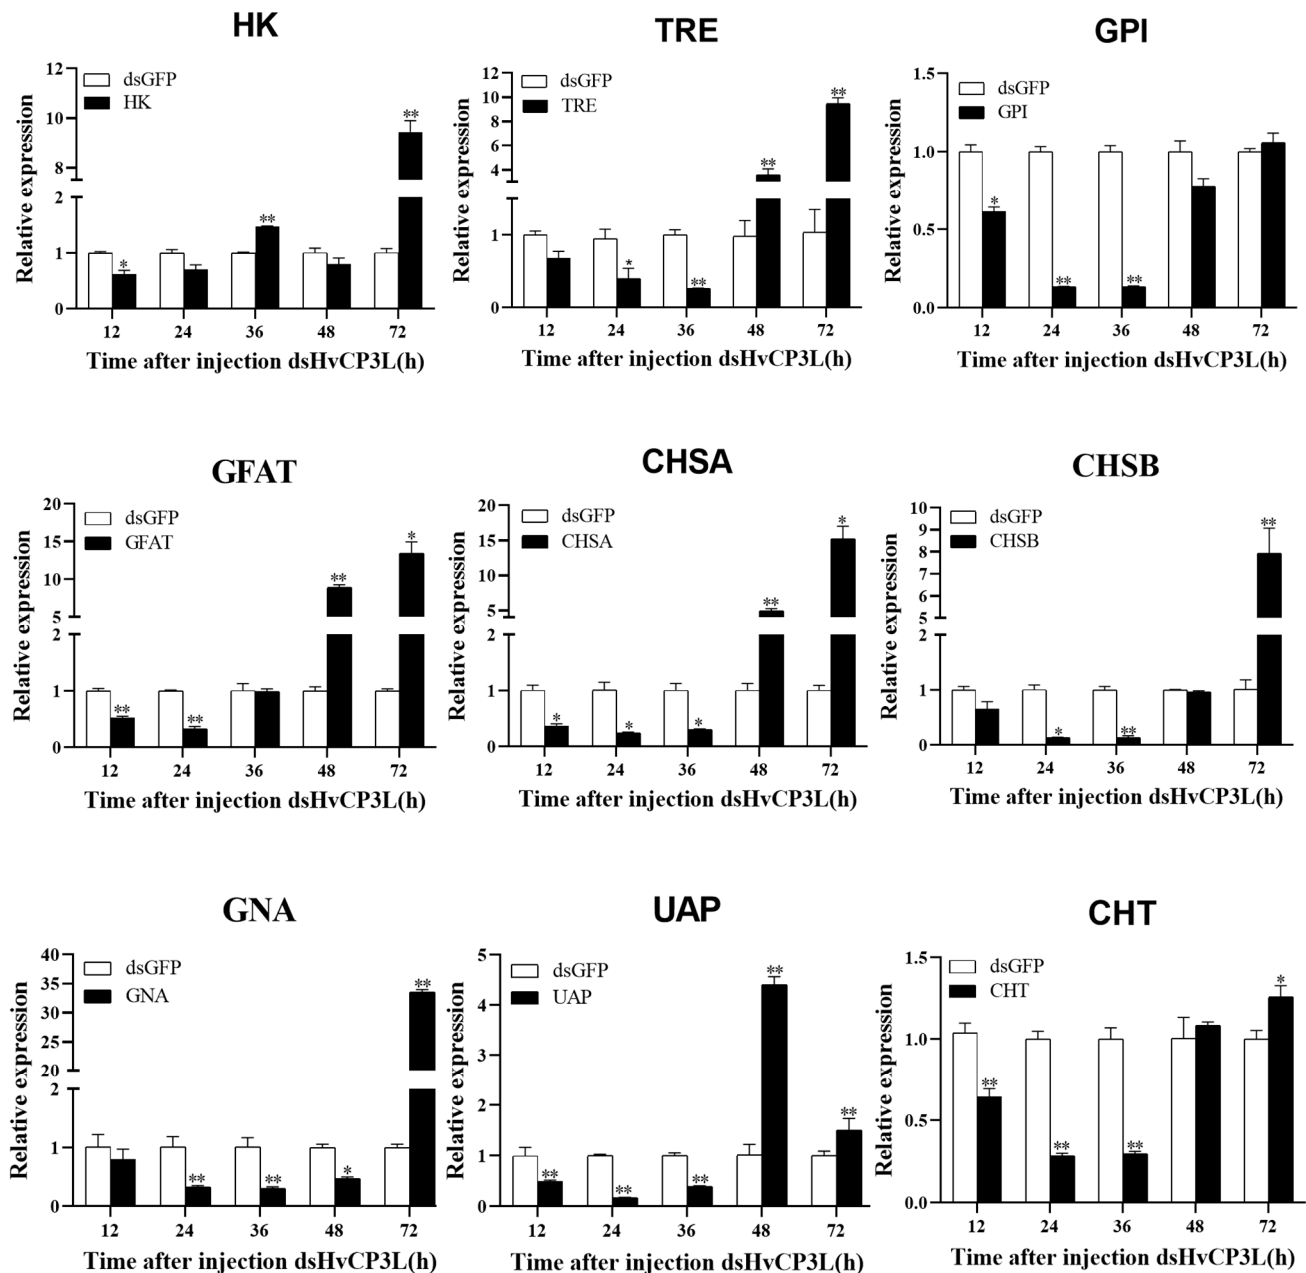 HK
TRE
GPI
dsGFP
HK
Relative expression
12
10
8
2
1
0
**
**
*
12 24 36 48 72
Time after injection dsHvCP3L(h)
dsGFP
TRE
Relative expression
12
10
8
6
4
1
0
**
**
*
**
12 24 36 48 72
Time after injection dsHvCP3L(h)
dsGFP
GPI
Relative expression
1.5
1.0
0.5
0.0
*
** **
12 24 36 48 72
Time after injection dsHvCP3L(h)
GFAT
CHSA
CHSB
dsGFP
GFAT
Relative expression
20
15
10
5
2
1
0
*
**
**
**
12 24 36 48 72
Time after injection dsHvCP3L(h)
dsGFP
CHSA
Relative expression
20
15
10
5
2
1
0
*
**
* * *
12 24 36 48 72
Time after injection dsHvCP3L(h)
dsGFP
CHSB
Relative expression
10
9
8
7
6
5
2
1
0
**
* **
12 24 36 48 72
Time after injection dsHvCP3L(h)
GNA
UAP
CHT
dsGFP
GNA
Relative expression
40
35
30
25
20
2
1
0
**
** ** *
12 24 36 48 72
Time after injection dsHvCP3L(h)
dsGFP
UAP
Relative expression
5
4
3
2
1
0
**
**
** ** **
12 24 36 48 72
Time after injection dsHvCP3L(h)
dsGFP
CHT
Relative expression
1.5
1.0
0.5
0.0
*
**
** **
12 24 36 48 72
Time after injection dsHvCP3L(h)